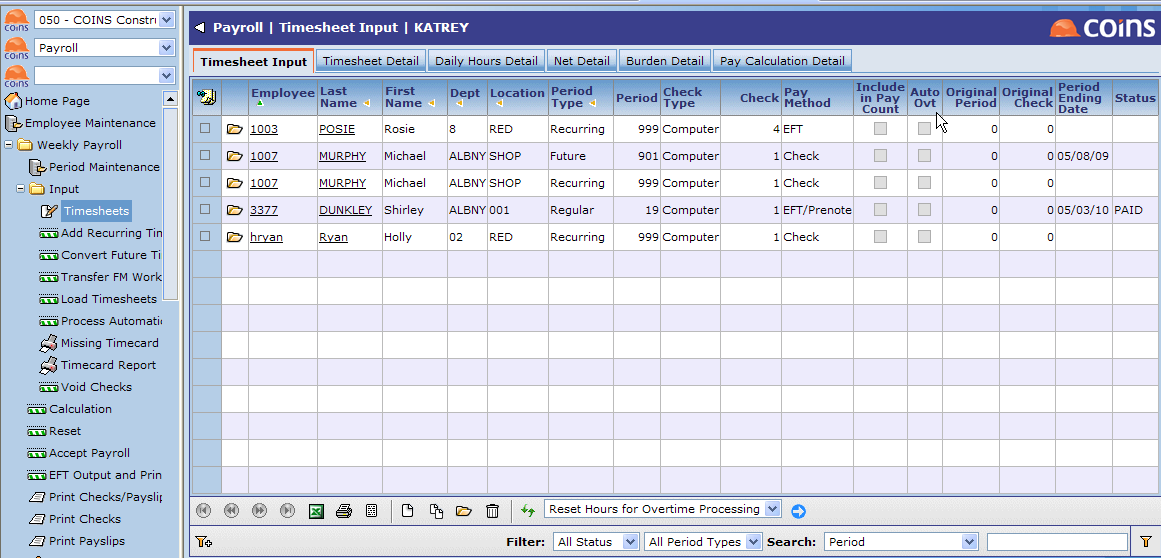 050 - COINS Constru
Payroll | Timesheet Input | KATREY
coins
coins
Payroll
coins
coins
Timesheet Input
Timesheet Detail
Daily Hours Detail
Net Detail
Burden Detail
Pay Calculation Detail
Home Page
Employee Maintenance
Weekly Payroll
Period Maintenance
Input
Timesheets
Add Recurring Tin
Convert Future Ti
Transfer FM Work
Load Timesheets
Process Automatic
Missing Timecard
Timecard Report
Void Checks
Calculation
Reset
Accept Payroll
EFT Output and Prin
Print Checks/Payslip
Print Checks
Print Payslips
Employee Last Name First Name Dept Location Period Type Period Check Type Check Pay Method Include in Pay Count Auto Ovt Original Period Original Check Period Ending Date Status
1003 POSIE Rosie 8 RED Recurring 999 Computer 4 EFT 0 0
1007 MURPHY Michael ALBNY SHOP Future 901 Computer 1 Check 0 0 05/08/09
1007 MURPHY Michael ALBNY SHOP Recurring 999 Computer 1 Check 0 0
3377 DUNKLEY Shirley ALBNY 001 Regular 19 Computer 1 EFT/Prenote 0 0 05/03/10 PAID
hryan Ryan Holly 02 RED Recurring 999 Computer 1 Check 0 0
Reset Hours for Overtime Processing
Filter: All Status All Period Types Search: Period